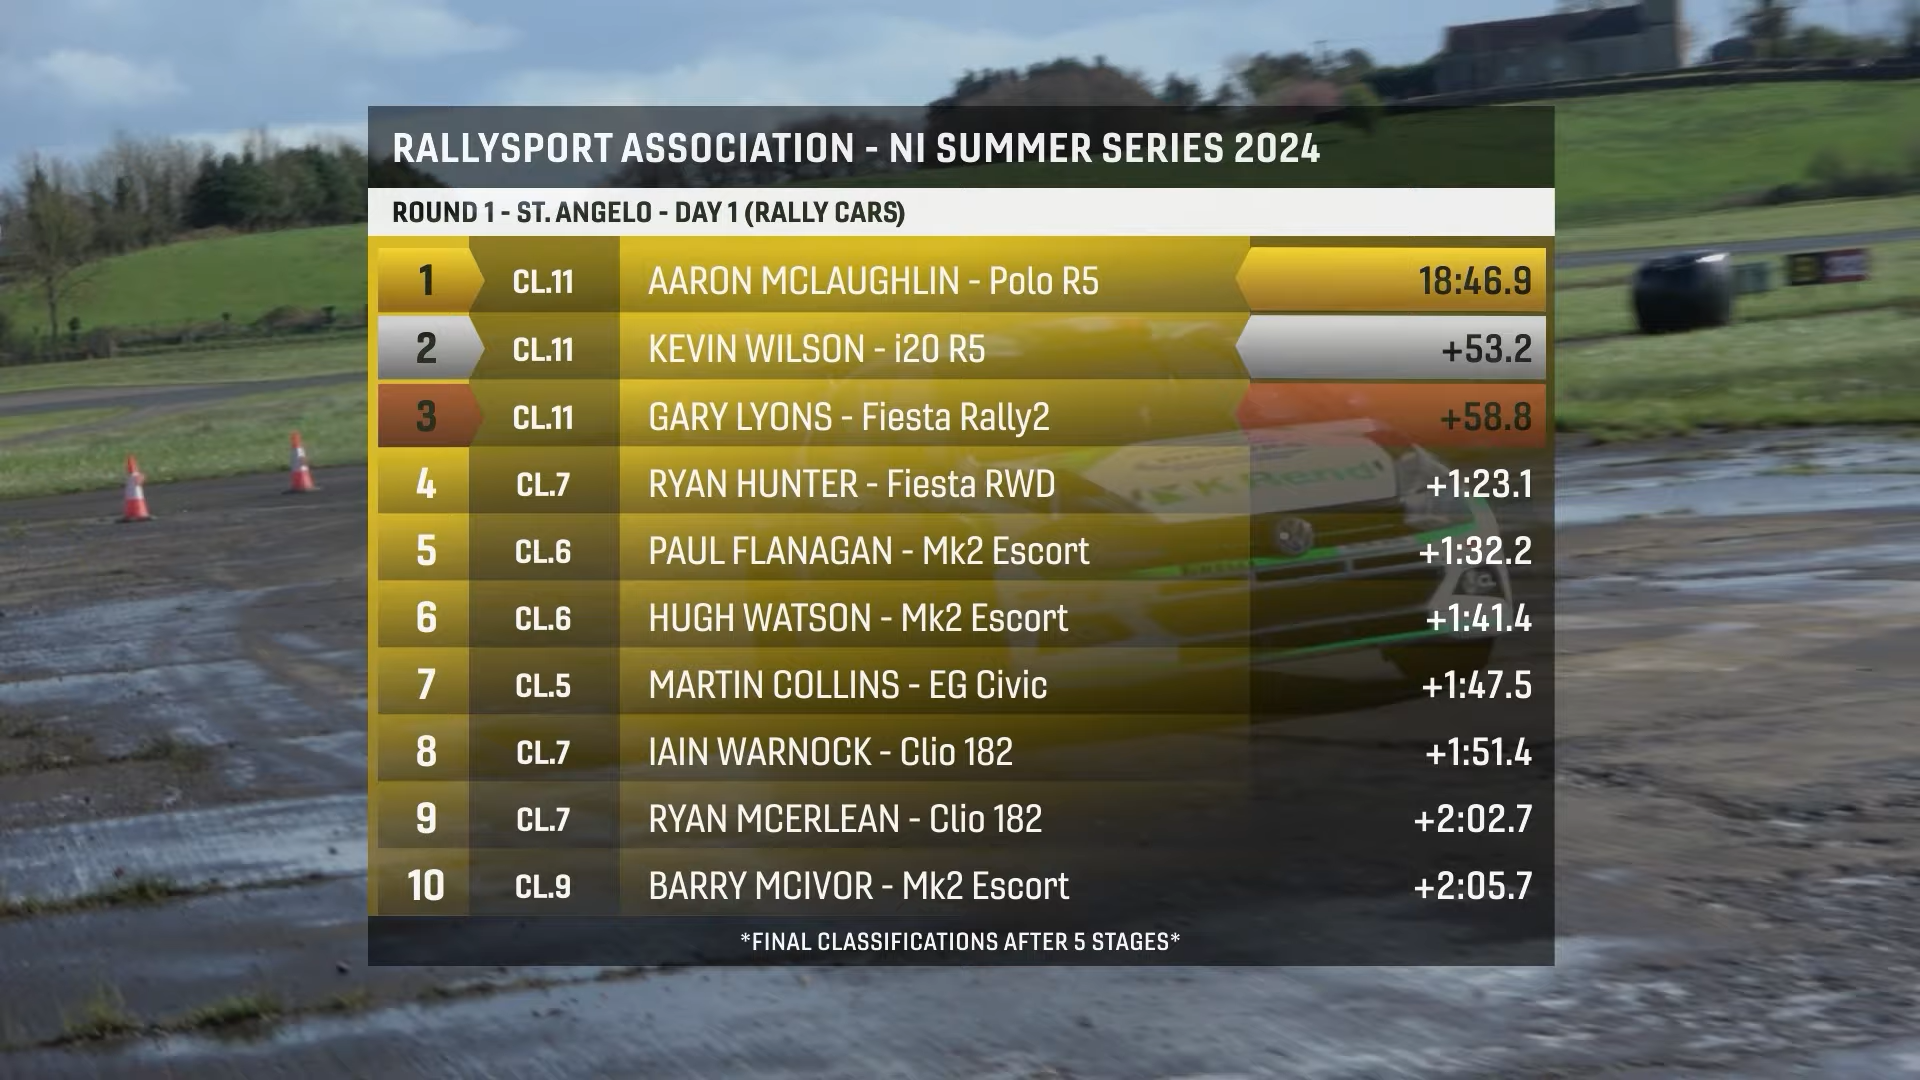 RALLYSPORT ASSOCIATION - NI SUMMER SERIES 2024
ROUND 1 - ST. ANGELO - DAY 1 (RALLY CARS)
1 CL.11 AARON MCLAUGHLIN - Polo R5 18:46.9
2 CL.11 KEVIN WILSON - i20 R5 +53.2
3 CL.11 GARY LYONS - Fiesta Rally2 +58.8
4 CL.7 RYAN HUNTER - Fiesta RWD +1:23.1
5 CL.6 PAUL FLANAGAN - Mk2 Escort +1:32.2
6 CL.6 HUGH WATSON - Mk2 Escort +1:41.4
7 CL.5 MARTIN COLLINS - EG Civic +1:47.5
8 CL.7 IAIN WARNOCK - Clio 182 +1:51.4
9 CL.7 RYAN MCERLEAN - Clio 182 +2:02.7
10 CL.9 BARRY MCIVOR - Mk2 Escort +2:05.7
*FINAL CLASSIFICATIONS AFTER 5 STAGES*